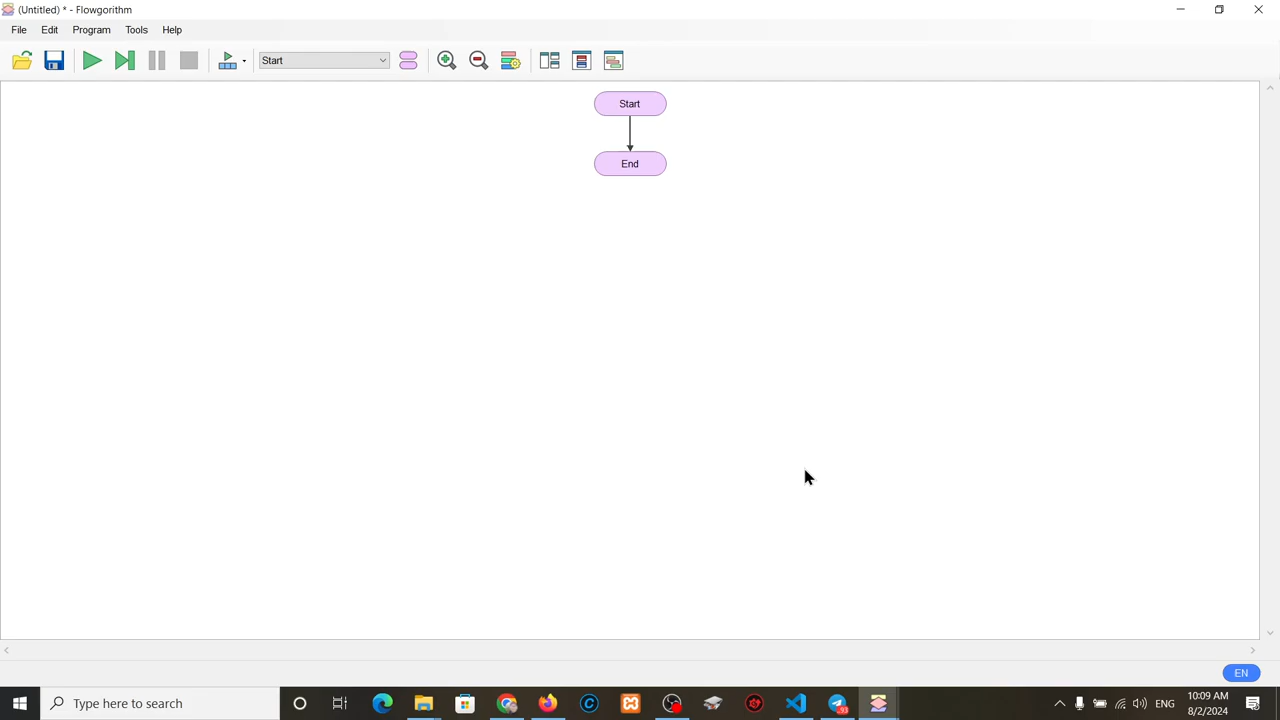 (Untitled) * - Flowgorithm
File Edit Program Tools Help
Start
Start
End
EN
Type here to search
C
93
ENG
10:09 AM
8/2/2024